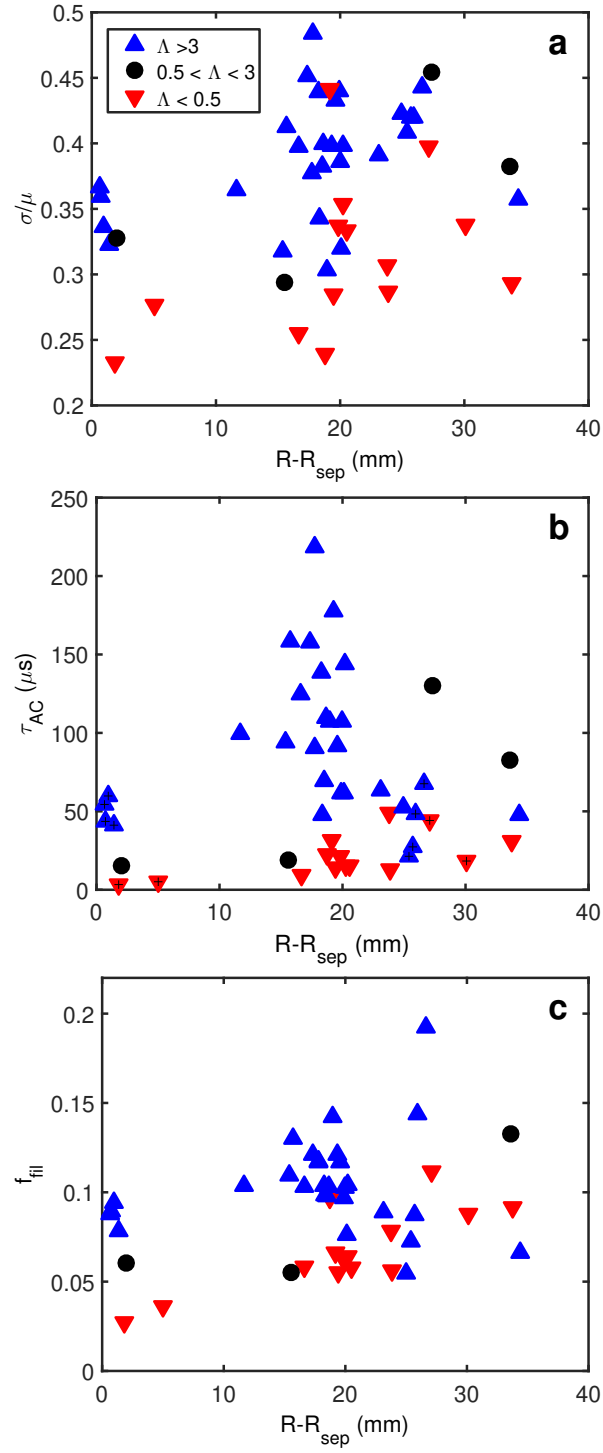 a
Λ >3
0.5 < Λ < 3
Λ < 0.5
0.5
0.45
0.4
0.35
0.3
0.25
0.2
σ/μ
0 10 20 30 40
R-R_sep (mm)
b
250
200
150
100
50
0
τ_AC (μs)
0 10 20 30 40
R-R_sep (mm)
c
0.2
0.15
0.1
0.05
0
f_fil
0 10 20 30 40
R-R_sep (mm)